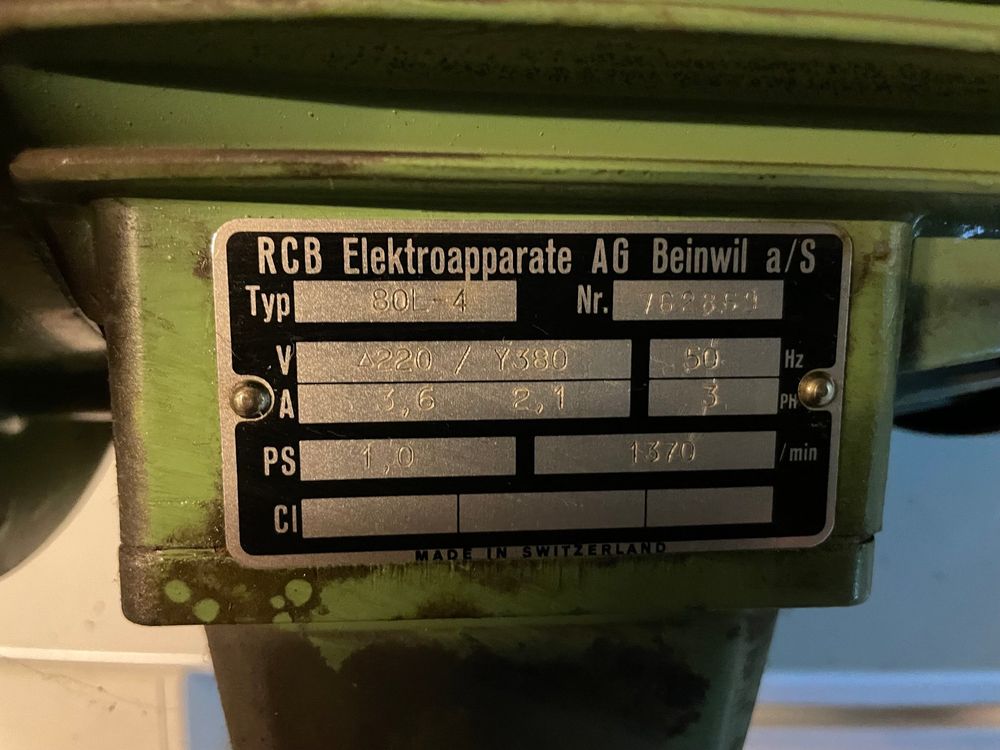 RCB Elektroapparate AG Beinwil a/S
Typ 80L-4 Nr. 762859
V △220 / Y380 50 Hz
A 3,6 2,1 3 PH
PS 1,0 1370 /min
Cl
MADE IN SWITZERLAND